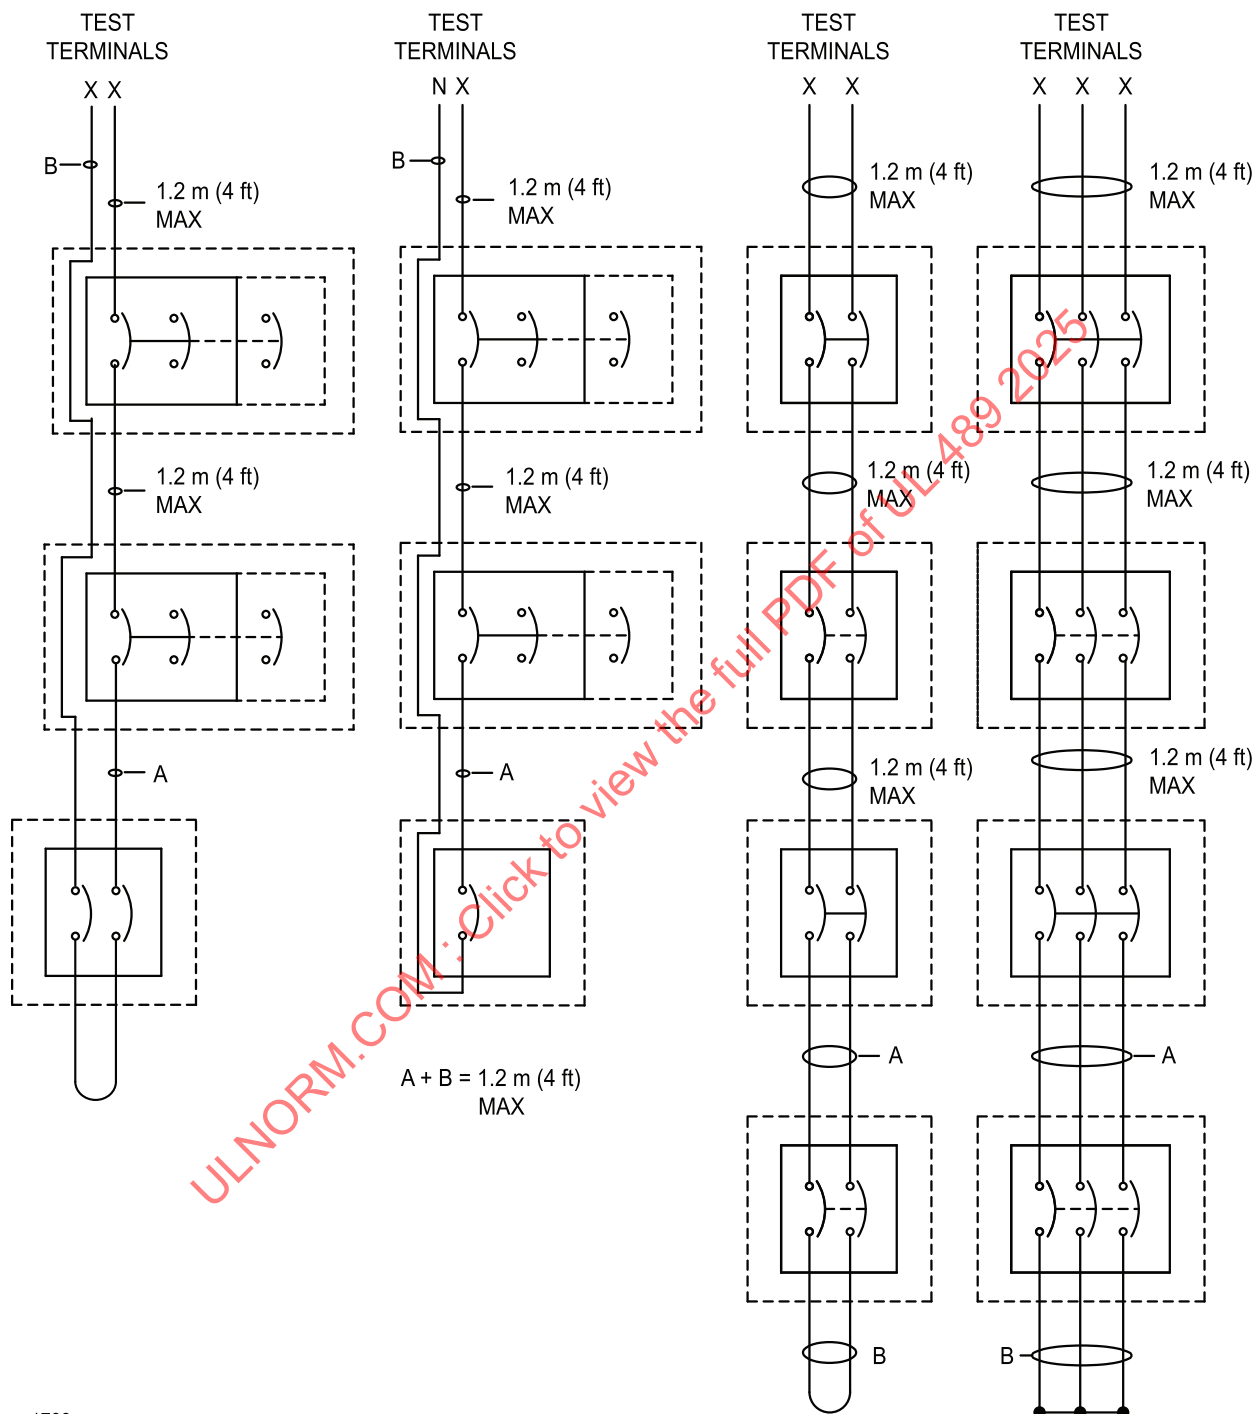 TEST
TERMINALS
TEST
TERMINALS
TEST
TERMINALS
TEST
TERMINALS
X X
N X
X X
X X X
B
1.2 m (4 ft)
MAX
B
1.2 m (4 ft)
MAX
1.2 m (4 ft)
MAX
1.2 m (4 ft)
MAX
1.2 m (4 ft)
MAX
1.2 m (4 ft)
MAX
1.2 m (4 ft)
MAX
1.2 m (4 ft)
MAX
A
A
1.2 m (4 ft)
MAX
1.2 m (4 ft)
MAX
A + B = 1.2 m (4 ft)
MAX
A
A
B
B
ULNORM.COM : Click to view the full PDF of UL 489 2025